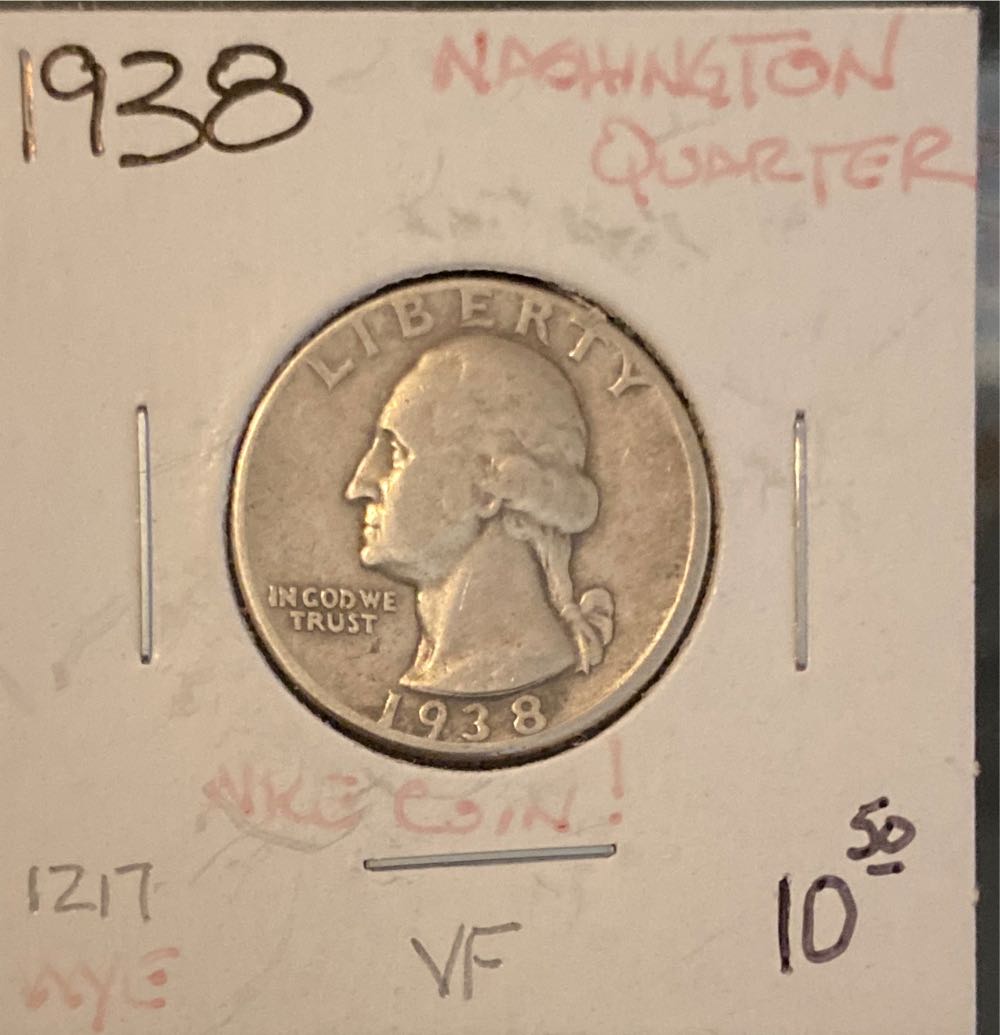 1938
WASHINGTON
QUARTER
LIBERTY
IN GOD WE
TRUST
1938
NICE COIN!
1217
VF
10 50